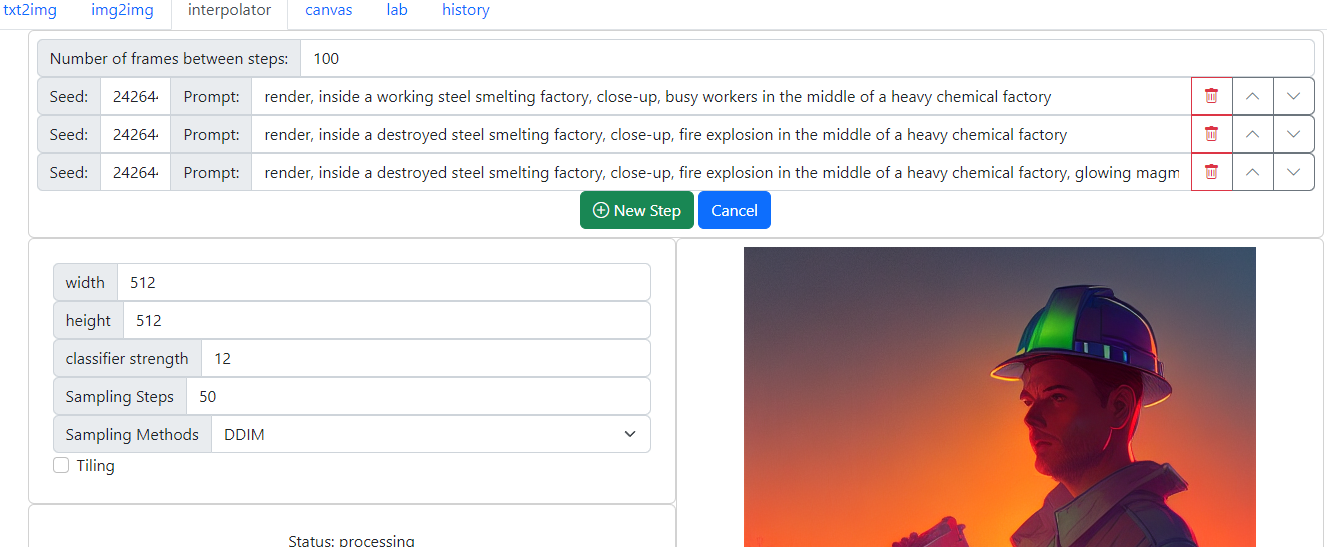 txt2img img2img interpolator canvas lab history
Number of frames between steps: 100
Seed: 24264 Prompt: render, inside a working steel smelting factory, close-up, busy workers in the middle of a heavy chemical factory
Seed: 24264 Prompt: render, inside a destroyed steel smelting factory, close-up, fire explosion in the middle of a heavy chemical factory
Seed: 24264 Prompt: render, inside a destroyed steel smelting factory, close-up, fire explosion in the middle of a heavy chemical factory, glowing magm
New Step Cancel
width 512
height 512
classifier strength 12
Sampling Steps 50
Sampling Methods DDIM
Tiling
Status: processing